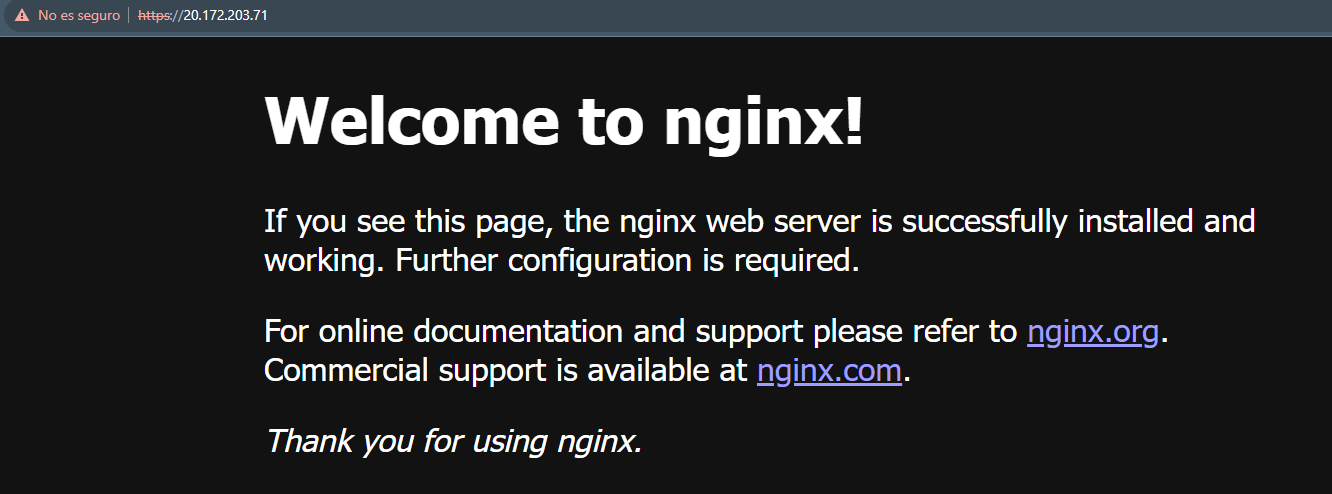 No es seguro | https://20.172.203.71
Welcome to nginx!
If you see this page, the nginx web server is successfully installed and
working. Further configuration is required.
For online documentation and support please refer to nginx.org.
Commercial support is available at nginx.com.
Thank you for using nginx.